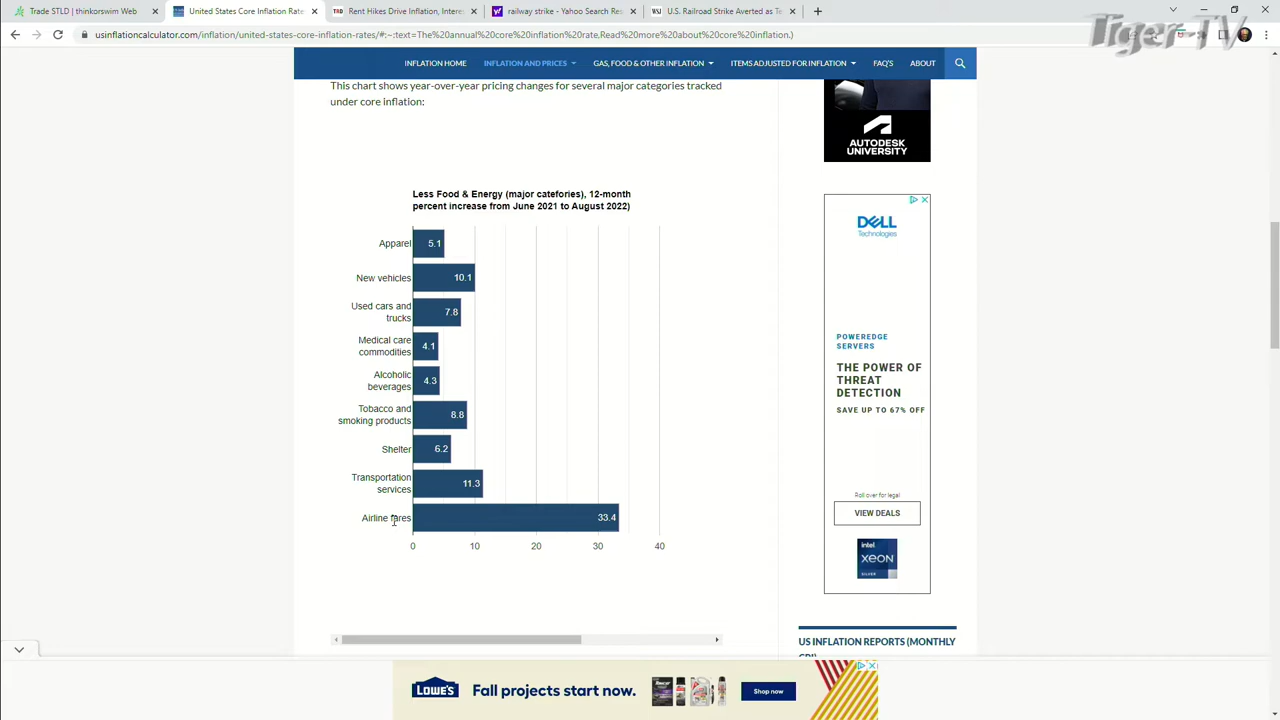 Trade STLD | thinkorswim Web
United States Core Inflation Rates
Rent Hikes Drive Inflation, Interes
railway strike - Yahoo Search Res
U.S. Railroad Strike Averted as Te
usinflationcalculator.com/inflation/united-states-core-inflation-rates/#:~:text=The%20annual%20core%20inflation%20rate,Read%20more%20about%20core%20inflation.)
Tiger TV
INFLATION HOME
INFLATION AND PRICES
GAS, FOOD & OTHER INFLATION
ITEMS ADJUSTED FOR INFLATION
FAQ'S
ABOUT
This chart shows year-over-year pricing changes for several major categories tracked
under core inflation:
AUTODESK
UNIVERSITY
Less Food & Energy (major catefories), 12-month
percent increase from June 2021 to August 2022)
Apparel 5.1
New vehicles 10.1
Used cars and
trucks 7.8
Medical care
commodities 4.1
Alcoholic
beverages 4.3
Tobacco and
smoking products 8.8
Shelter 6.2
Transportation
services 11.3
Airline fares 33.4
0 10 20 30 40
DELL
Technologies
POWEREDGE
SERVERS
THE POWER OF
THREAT
DETECTION
SAVE UP TO 67% OFF
Roll over for legal
VIEW DEALS
intel
XEON
SILVER
US INFLATION REPORTS (MONTHLY
CPI)
LOWE'S
Fall projects start now.
Shop now